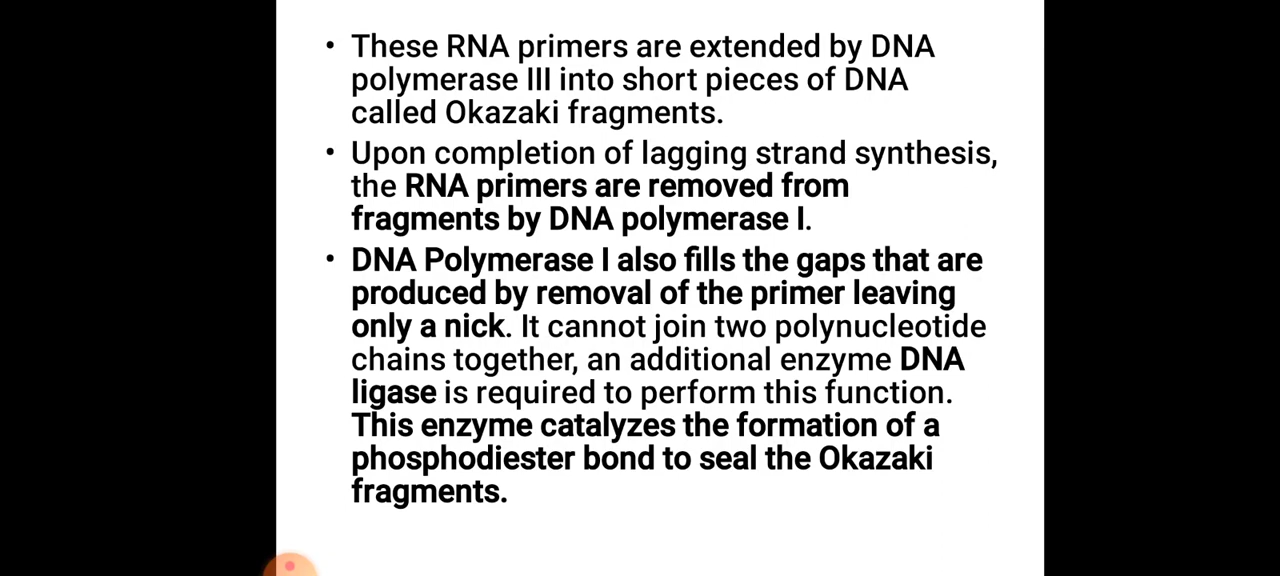 • These RNA primers are extended by DNA
polymerase III into short pieces of DNA
called Okazaki fragments.
• Upon completion of lagging strand synthesis,
the RNA primers are removed from
fragments by DNA polymerase I.
• DNA Polymerase I also fills the gaps that are
produced by removal of the primer leaving
only a nick. It cannot join two polynucleotide
chains together, an additional enzyme DNA
ligase is required to perform this function.
This enzyme catalyzes the formation of a
phosphodiester bond to seal the Okazaki
fragments.